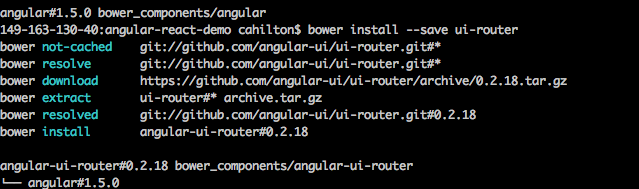 angular#1.5.0 bower_components/angular
149-163-130-40:angular-react-demo cahilton$ bower install --save ui-router
bower not-cached git://github.com/angular-ui/ui-router.git#*
bower resolve git://github.com/angular-ui/ui-router.git#*
bower download https://github.com/angular-ui/ui-router/archive/0.2.18.tar.gz
bower extract ui-router#* archive.tar.gz
bower resolved git://github.com/angular-ui/ui-router.git#0.2.18
bower install angular-ui-router#0.2.18
angular-ui-router#0.2.18 bower_components/angular-ui-router
└── angular#1.5.0